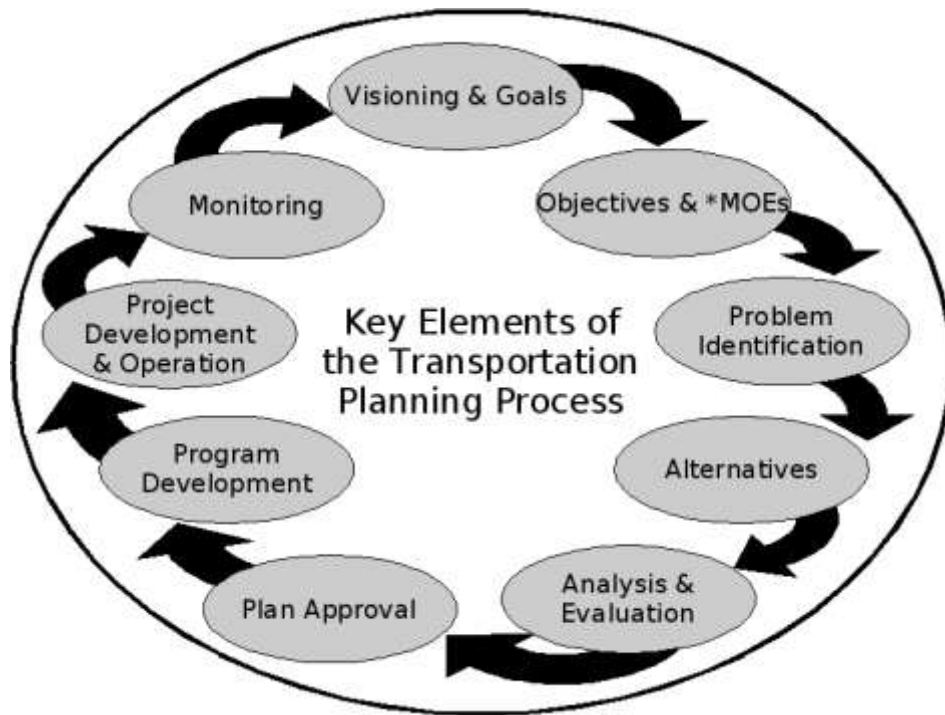 Visioning & Goals
Objectives & *MOEs
Problem
Identification
Alternatives
Analysis &
Evaluation
Plan Approval
Program
Development
Project
Development
& Operation
Monitoring
Key Elements of
the Transportation
Planning Process